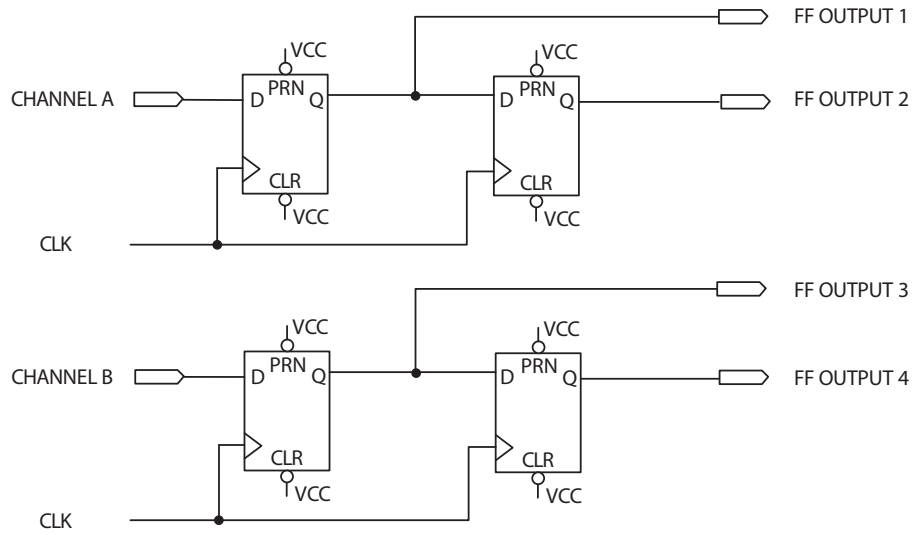 FF OUTPUT 1
VCC VCC
CHANNEL A D PRN Q D PRN Q FF OUTPUT 2
CLR CLR
VCC VCC
CLK
FF OUTPUT 3
VCC VCC
CHANNEL B D PRN Q D PRN Q FF OUTPUT 4
CLR CLR
VCC VCC
CLK